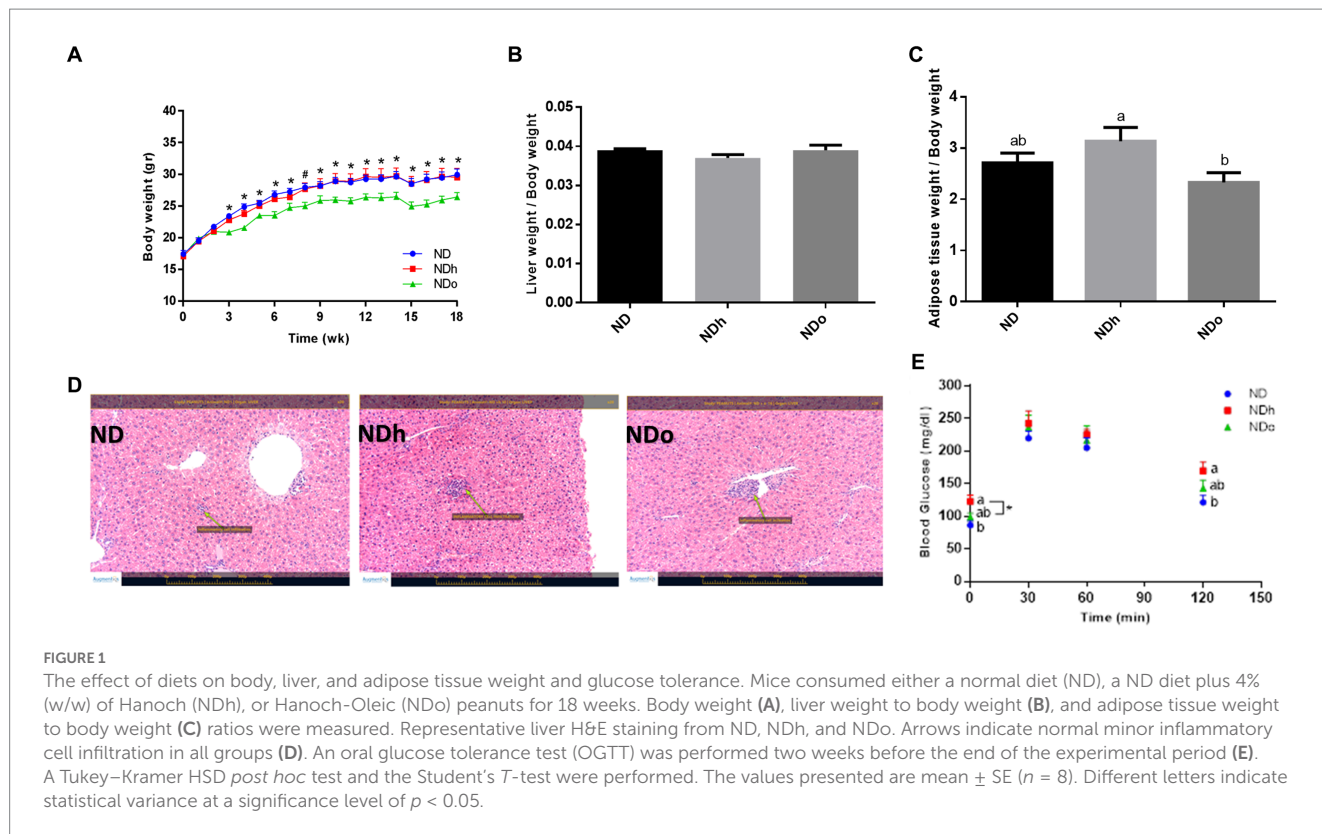 A
Body weight (gr)
40
35
30
25
20
15
10
* * * * * # * * * * * * * * * *
ND
NDh
NDo
0 3 6 9 12 15 18
Time (wk)
B
Liver weight / Body weight
0.05
0.04
0.03
0.02
0.01
0.00
ND NDh NDo
C
Adipose tissue weight / Body weight
4
3
2
1
0
ab a b
ND NDh NDo
D
ND
NDh
NDo
E
Blood Glucose (mg/dl)
300
250
200
150
100
50
0
ND
NDh
NDo
a
ab
b
*
a
ab
b
0 30 60 90 120 150
Time (min)
FIGURE 1
The effect of diets on body, liver, and adipose tissue weight and glucose tolerance. Mice consumed either a normal diet (ND), a ND diet plus 4%
(w/w) of Hanoch (NDh), or Hanoch-Oleic (NDo) peanuts for 18 weeks. Body weight (A), liver weight to body weight (B), and adipose tissue weight
to body weight (C) ratios were measured. Representative liver H&E staining from ND, NDh, and NDo. Arrows indicate normal minor inflammatory
cell infiltration in all groups (D). An oral glucose tolerance test (OGTT) was performed two weeks before the end of the experimental period (E).
A Tukey–Kramer HSD post hoc test and the Student's T-test were performed. The values presented are mean ± SE (n = 8). Different letters indicate
statistical variance at a significance level of p < 0.05.